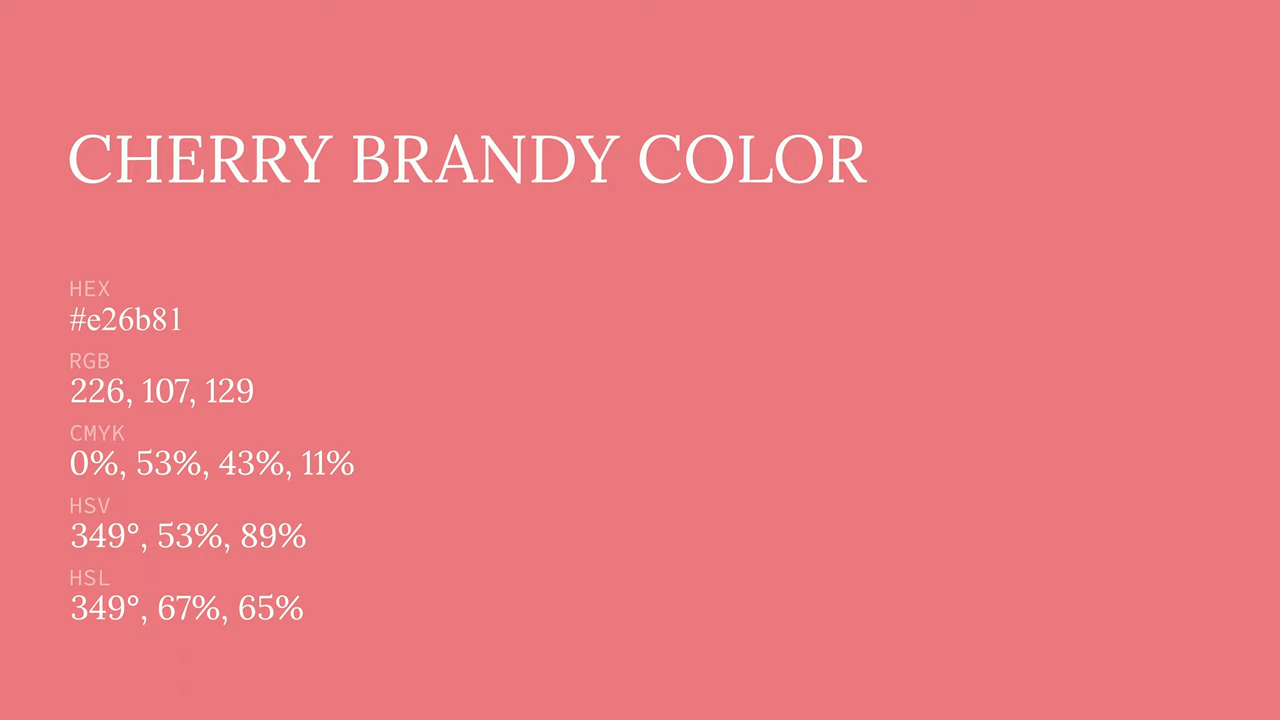 CHERRY BRANDY COLOR
HEX
#e26b81
RGB
226, 107, 129
CMYK
0%, 53%, 43%, 11%
HSV
349°, 53%, 89%
HSL
349°, 67%, 65%